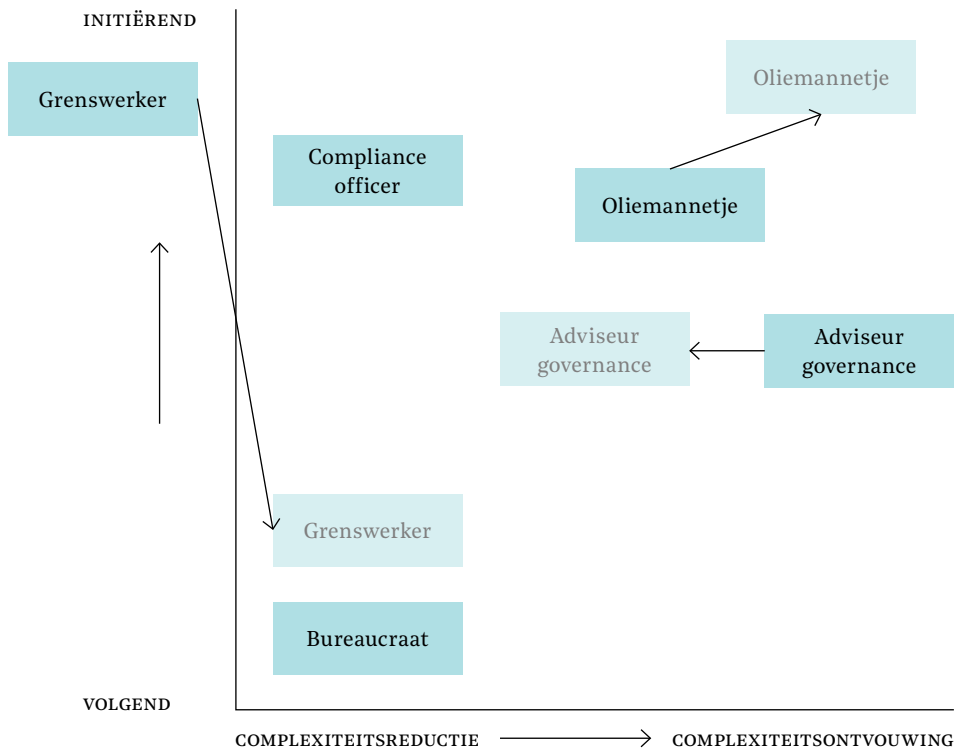 INITIËREND
Oliemannetje
Grenswerker
Compliance
officer
Oliemannetje
Adviseur
governance
Adviseur
governance
Grenswerker
Bureaucraat
VOLGEND
COMPLEXITEITSREDUCTIE
COMPLEXITEITSONTVOUWING